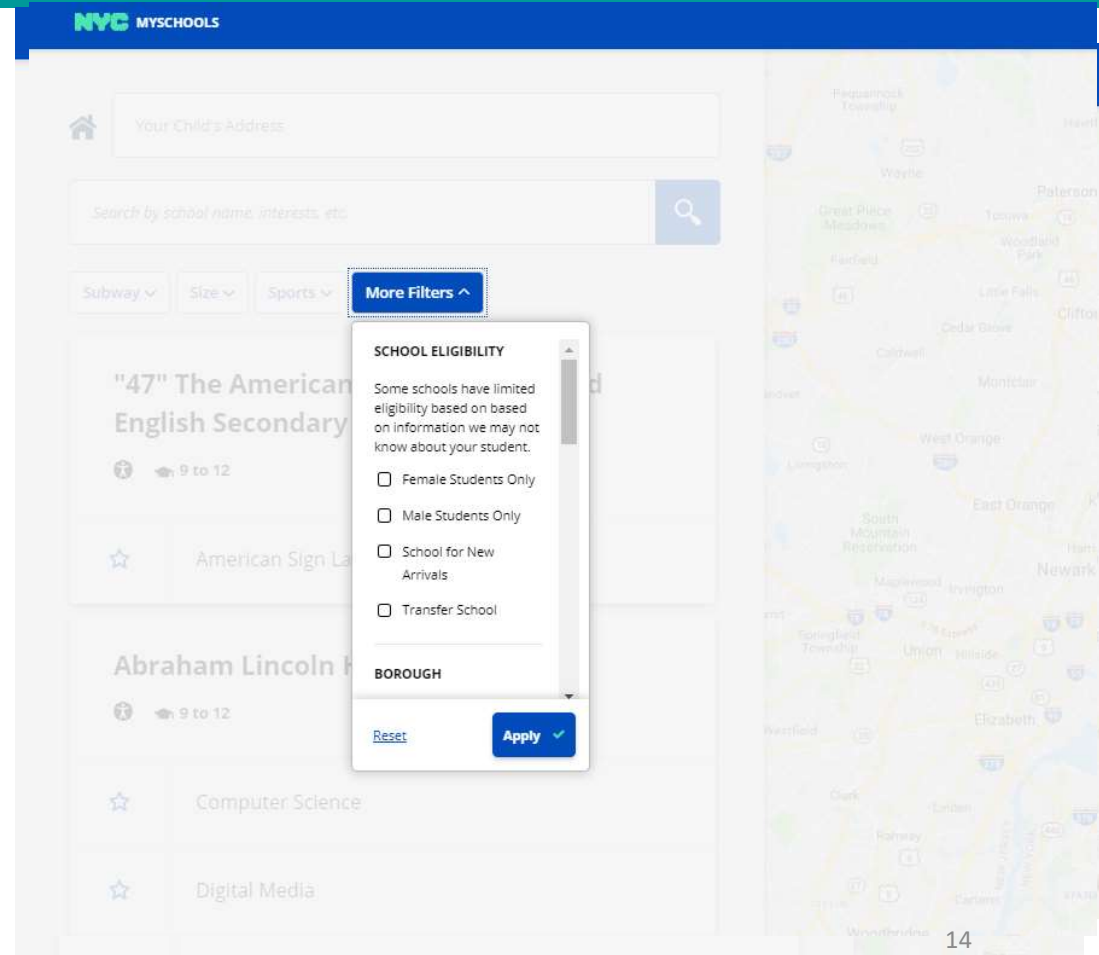 NYC MYSCHOOLS
Your Child's Address
Search by school name, interests, etc.
Subway
Size
Sports
More Filters
SCHOOL ELIGIBILITY
Some schools have limited
eligibility based on based
on information we may not
know about your student.
Female Students Only
Male Students Only
School for New
Arrivals
Transfer School
BOROUGH
Reset
Apply
"47" The American
English Secondary
9 to 12
American Sign La
Abraham Lincoln H
9 to 12
Computer Science
Digital Media
Pequannock
Township
Wayne
Paterson
Great Piece
Meadows
Totowa
Woodland
Park
Fairfield
Little Falls
Clifton
Cedar Grove
Caldwell
Montclair
West Orange
Livingston
East Orange
South
Mountain
Reservation
Newark
Maplewood
Irvington
Springfield
Township
Union
Hillside
Elizabeth
Westfield
Clark
Linden
Rahway
Carteret
Woodbridge
14